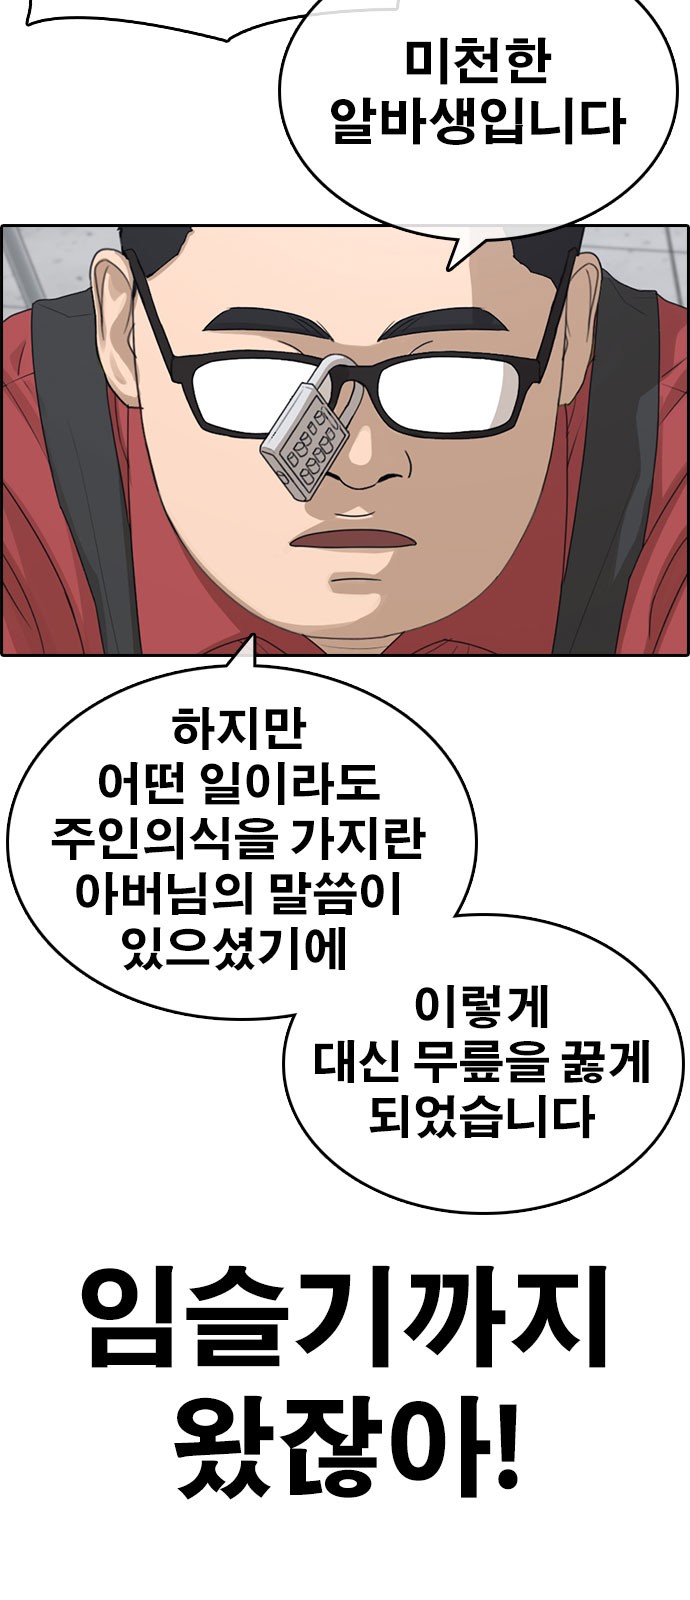 미천한
알바생입니다
하지만
어떤 일이라도
주인의식을 가지란
아버님의 말씀이
있으셨기에
이렇게
대신 무릎을 꿇게
되었습니다
임슬기까지
왔잖아!